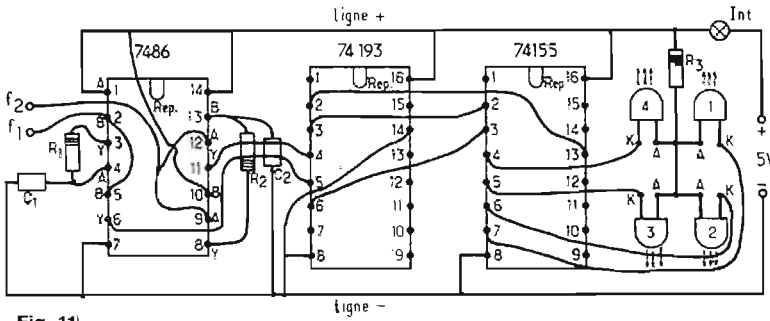 ligne +
Int
7486
74 193
74155
f2
f1
A 1
B 2
Y 3
A 4
B 5
Y 6
7
14
B 13
A 12
Y 11
10 B
9 A
8 Y
Rep.
R1
C1
R2
C2
1
2
3
4
5
6
7
8
16
15
14
13
12
11
10
19
Rep.
1
2
3
4
5
6
7
8
16
15
14
13
12
11
10
9
Rep.
R3
4
1
K A A K
K A A K
3
2
+
5V
-
ligne -
Fig. 11